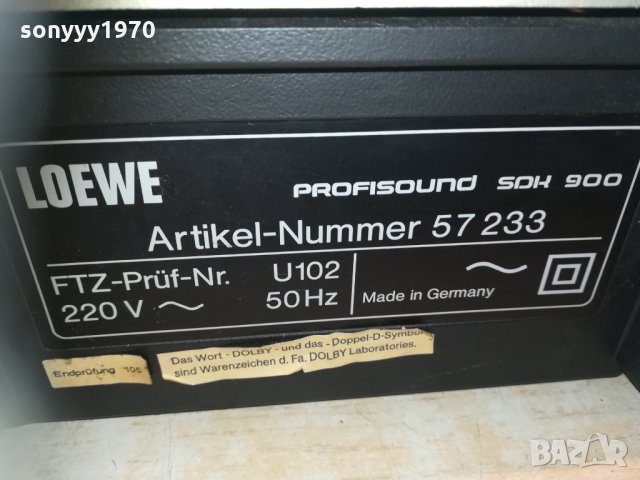 sonyyy1970
LOEWE
PROFISOUND SDK 900
Artikel-Nummer 57 233
FTZ-Prüf-Nr. U102
220 V ~ 50 Hz
~
Made in Germany
Endprüfung 105
Das Wort - DOLBY - und das - Doppel-D-Symbol
sind Warenzeichen d. Fa. DOLBY Laboratories.
BAZAR